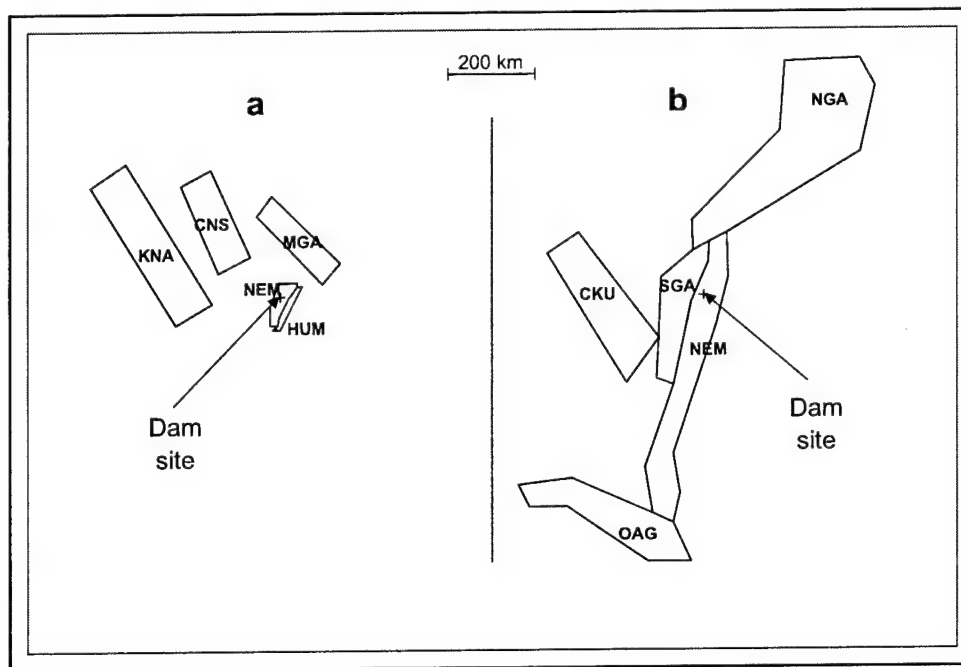 200 km
a
b
NGA
CNS
KNA
MGA
NEM
HUM
Dam
site
CKU
SGA
NEM
Dam
site
OAG